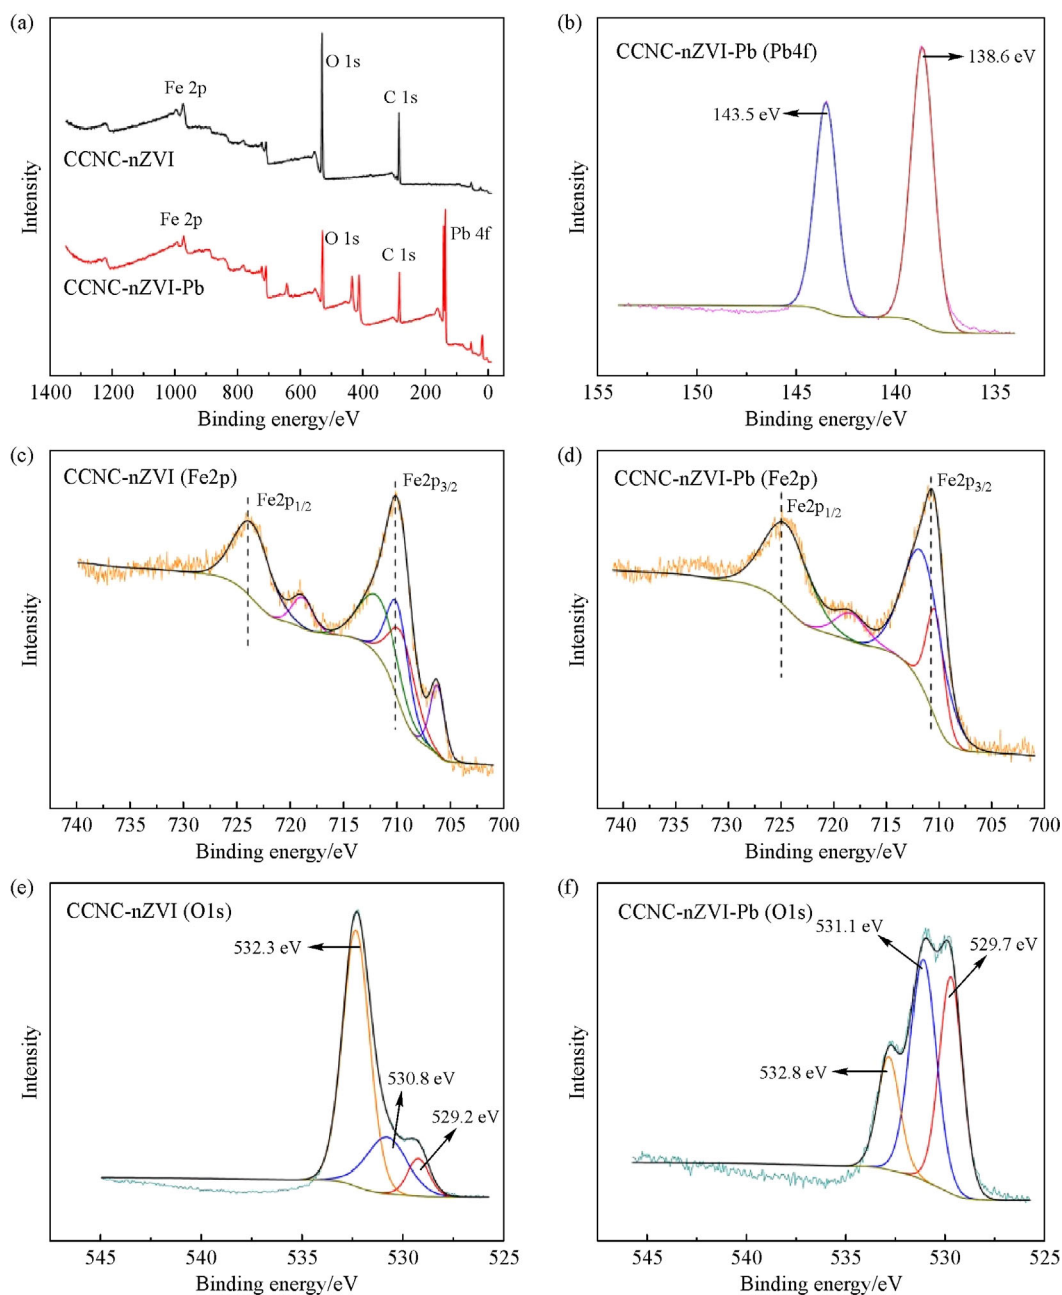 (a)
O 1s
Fe 2p
C 1s
CCNC-nZVI
Fe 2p
O 1s
Pb 4f
C 1s
CCNC-nZVI-Pb
Intensity
1400 1200 1000 800 600 400 200 0
Binding energy/eV
(b)
CCNC-nZVI-Pb (Pb4f)
138.6 eV
143.5 eV
Intensity
155 150 145 140 135
Binding energy/eV
(c)
CCNC-nZVI (Fe2p)
Fe2p3/2
Fe2p1/2
Intensity
740 735 730 725 720 715 710 705 700
Binding energy/eV
(d)
CCNC-nZVI-Pb (Fe2p)
Fe2p3/2
Fe2p1/2
Intensity
740 735 730 725 720 715 710 705 700
Binding energy/eV
(e)
CCNC-nZVI (O1s)
532.3 eV
530.8 eV
529.2 eV
Intensity
545 540 535 530 525
Binding energy/eV
(f)
CCNC-nZVI-Pb (O1s)
531.1 eV
529.7 eV
532.8 eV
Intensity
545 540 535 530 525
Binding energy/eV